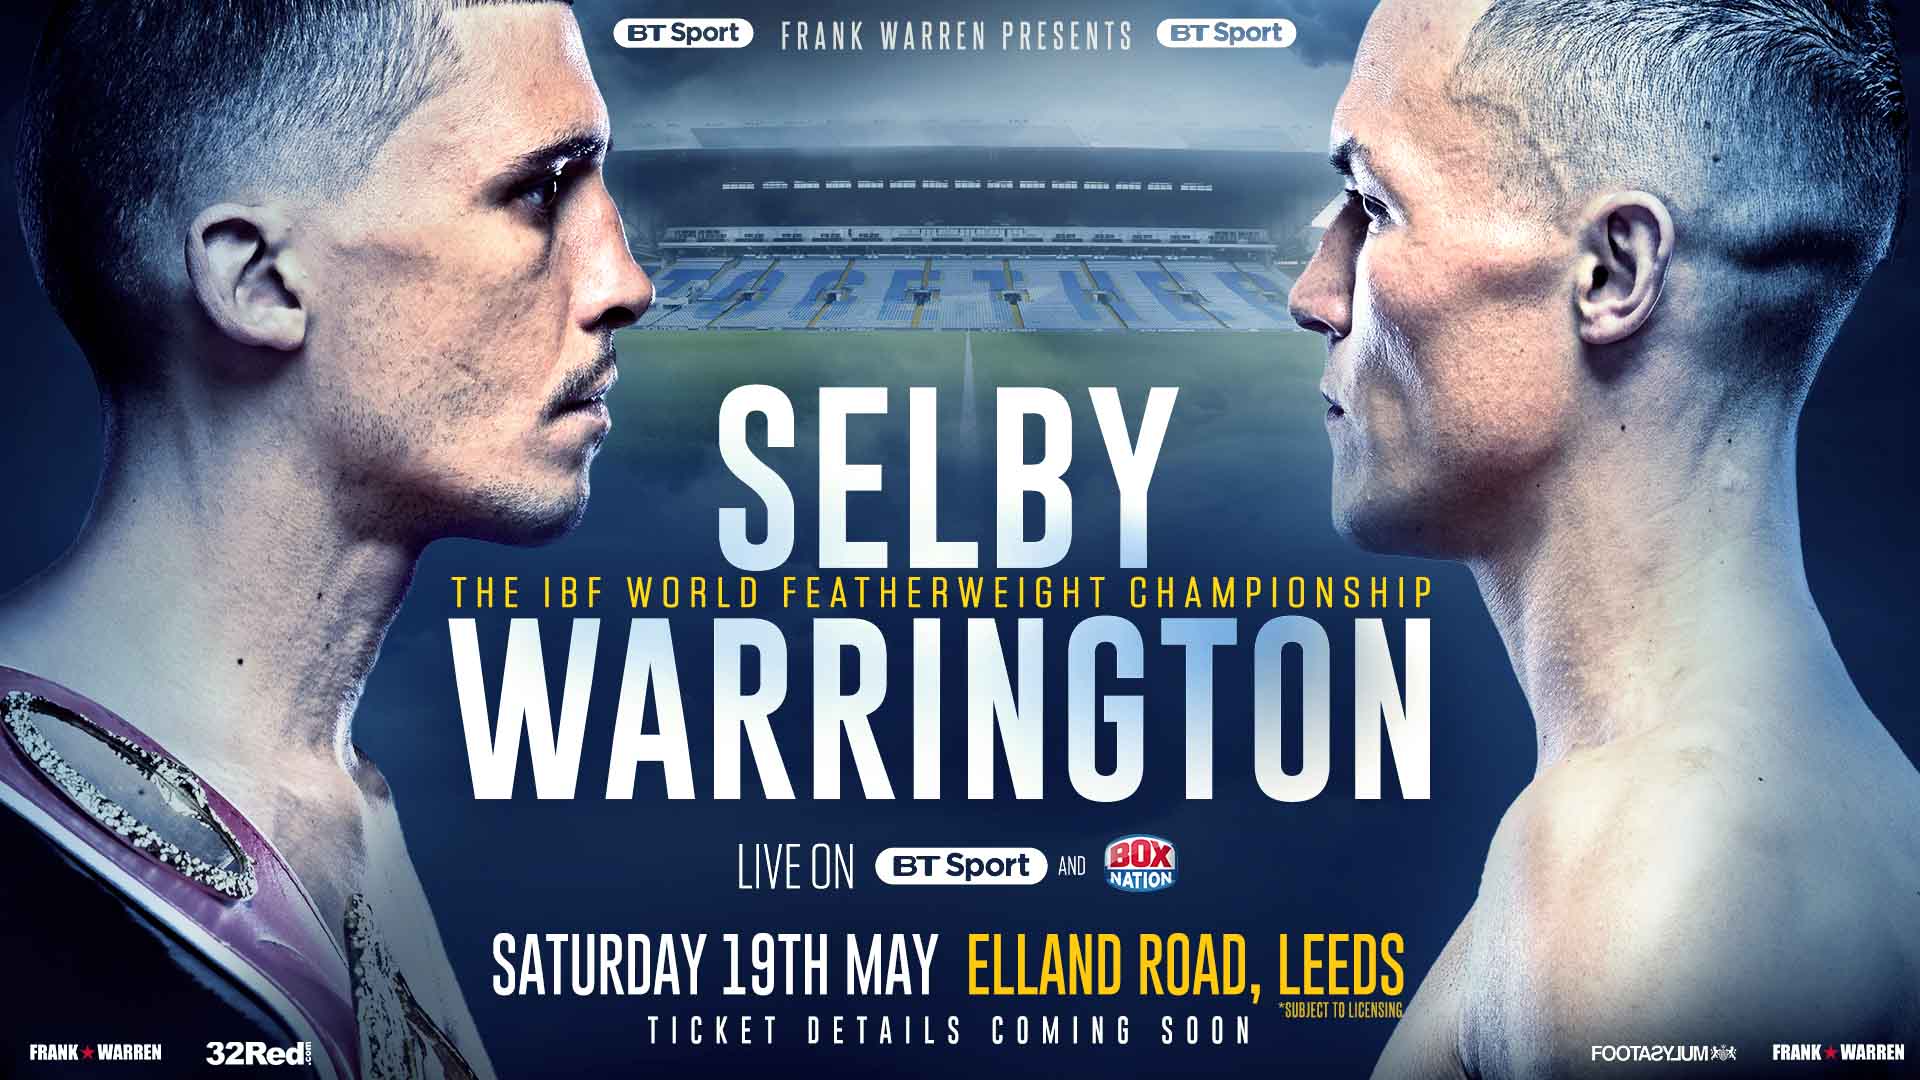 BT Sport FRANK WARREN PRESENTS BT Sport
TOGETHER
SELBY
THE IBF WORLD FEATHERWEIGHT CHAMPIONSHIP
WARRINGTON
LIVE ON BT Sport AND BOX NATION
SATURDAY 19TH MAY ELLAND ROAD, LEEDS
*SUBJECT TO LICENSING
TICKET DETAILS COMING SOON
FRANK★WARREN 32Red.com FOOTASYLUM FRANK★WARREN